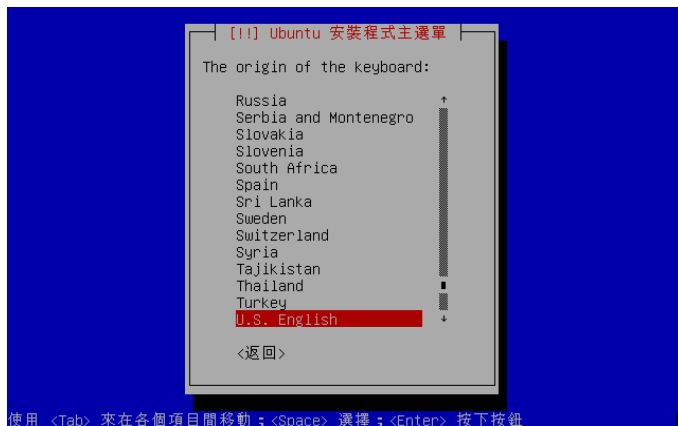 [!!] Ubuntu 安裝程式主選單
The origin of the keyboard:
Russia
Serbia and Montenegro
Slovakia
Slovenia
South Africa
Spain
Sri Lanka
Sweden
Switzerland
Syria
Tajikistan
Thailand
Turkey
U.S. English
<返回>
使用 <Tab> 來在各個項目間移動；<Space> 選擇；<Enter> 按下按鈕